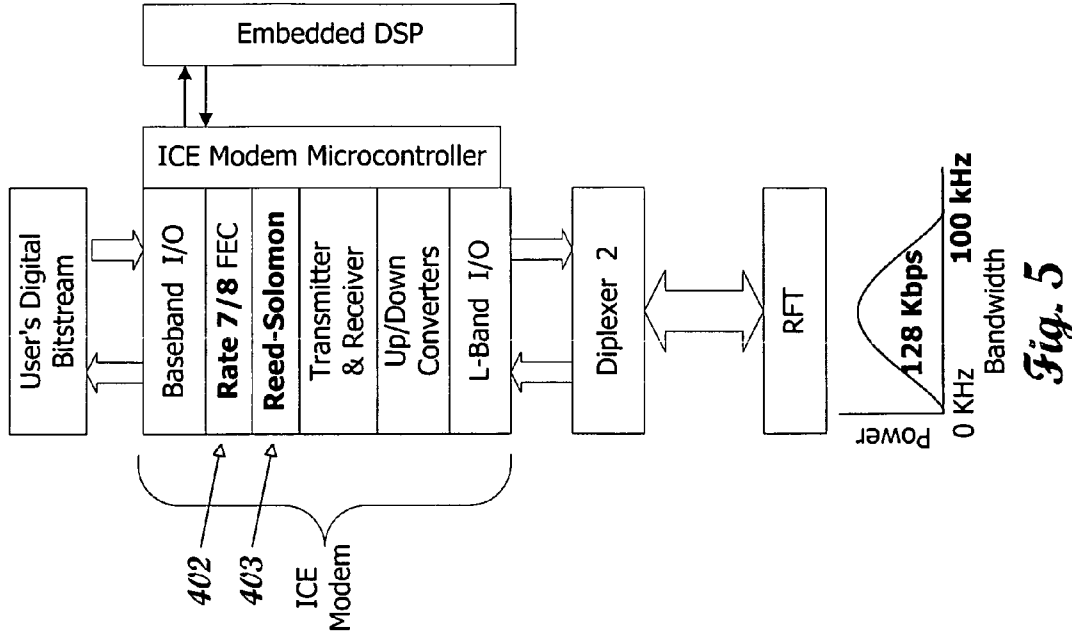 User's Digital
Bitstream
Embedded DSP
ICE Modem Microcontroller
Baseband I/O
Rate 7/8 FEC
Reed-Solomon
Transmitter
& Receiver
Up/Down
Converters
L-Band I/O
402
403
ICE
Modem
Diplexer 2
RFT
Power
128 Kbps
0 KHz
100 kHz
Bandwidth
Fig. 5